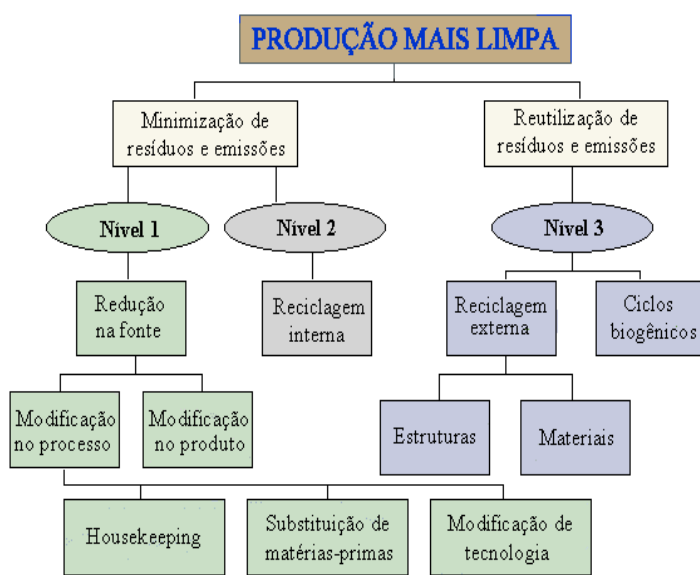 PRODUÇÃO MAIS LIMPA
Minimização de
resíduos e emissões
Reutilização de
resíduos e emissões
Nível 1
Nível 2
Nível 3
Redução
na fonte
Reciclagem
interna
Reciclagem
externa
Ciclos
biogênicos
Modificação
no processo
Modificação
no produto
Estruturas
Materiais
Housekeeping
Substituição de
matérias-primas
Modificação de
tecnologia